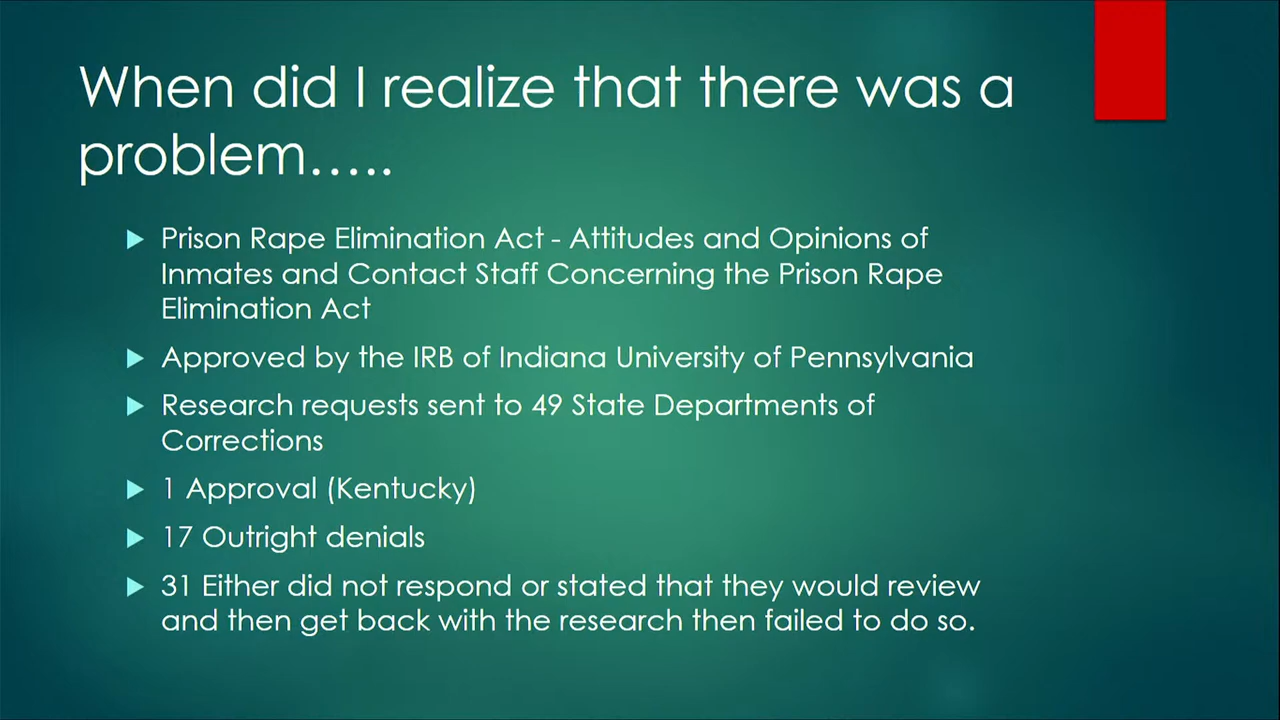 When did I realize that there was a
problem.....
Prison Rape Elimination Act - Attitudes and Opinions of
Inmates and Contact Staff Concerning the Prison Rape
Elimination Act
Approved by the IRB of Indiana University of Pennsylvania
Research requests sent to 49 State Departments of
Corrections
1 Approval (Kentucky)
17 Outright denials
31 Either did not respond or stated that they would review
and then get back with the research then failed to do so.